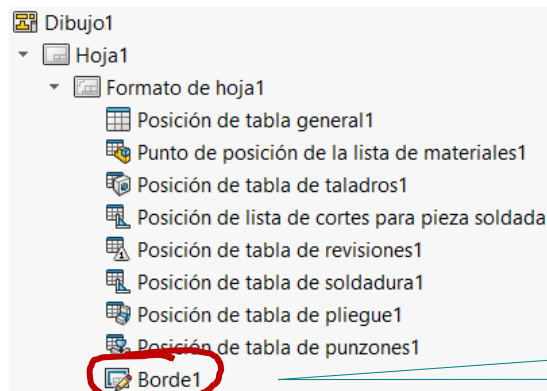 Dibujo1
Hoja1
Formato de hoja1
Posición de tabla general1
Punto de posición de la lista de materiales1
Posición de tabla de taladros1
Posición de lista de cortes para pieza soldada
Posición de tabla de revisiones1
Posición de tabla de soldadura1
Posición de tabla de pliegue1
Posición de tabla de punzones1
Borde1